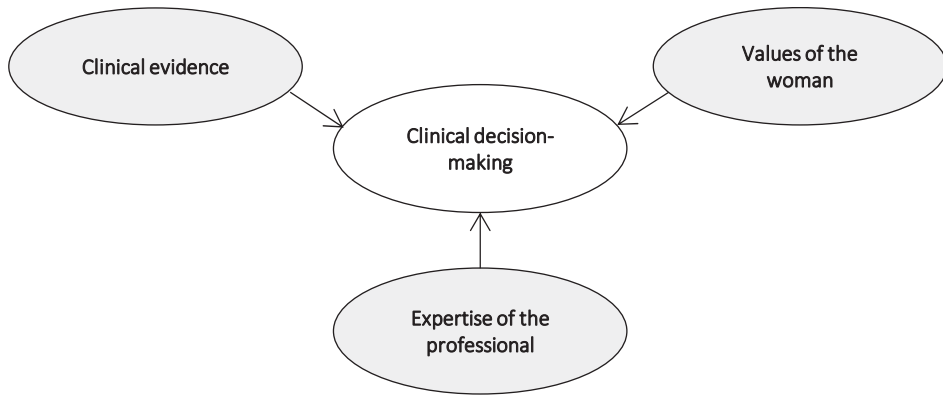 Clinical evidence
Values of the
woman
Clinical decision-
making
Expertise of the
professional